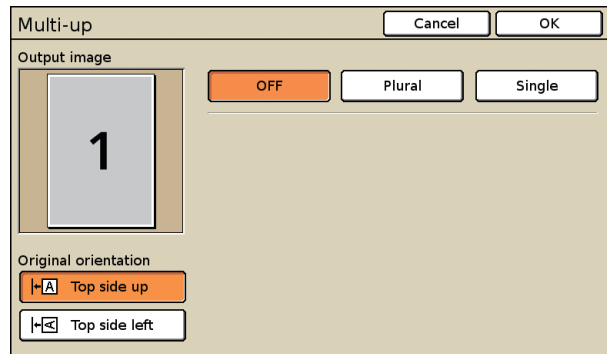 Multi-up
Cancel
OK
Output image
OFF
Plural
Single
1
Original orientation
A Top side up
A Top side left